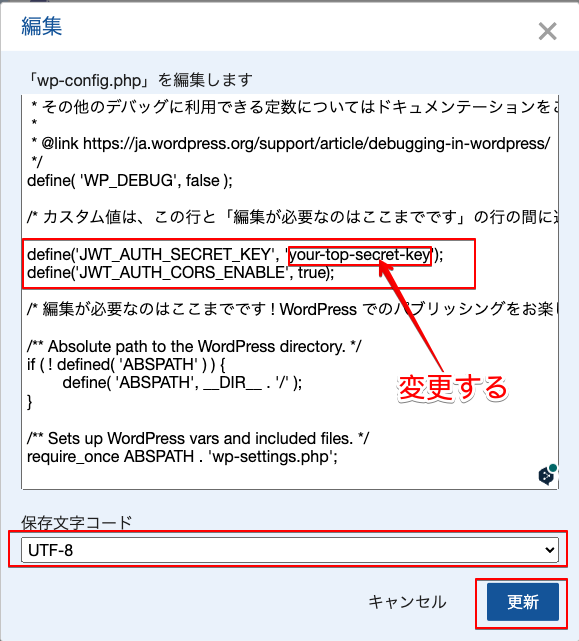 編集
「wp-config.php」を編集します
* その他のデバッグに利用できる定数についてはドキュメンテーションをご
*
* @link https://ja.wordpress.org/support/article/debugging-in-wordpress/
*/
define( 'WP_DEBUG', false );
/* カスタム値は、この行と「編集が必要なのはここまでです」の行の間に追
define('JWT_AUTH_SECRET_KEY', 'your-top-secret-key');
define('JWT_AUTH_CORS_ENABLE', true);
/* 編集が必要なのはここまでです ! WordPress でのパブリッシングをお楽し
/** Absolute path to the WordPress directory. */
if ( ! defined( 'ABSPATH' ) ) {
define( 'ABSPATH', __DIR__ . '/' );
}
変更する
/** Sets up WordPress vars and included files. */
require_once ABSPATH . 'wp-settings.php';
保存文字コード
UTF-8
キャンセル
更新